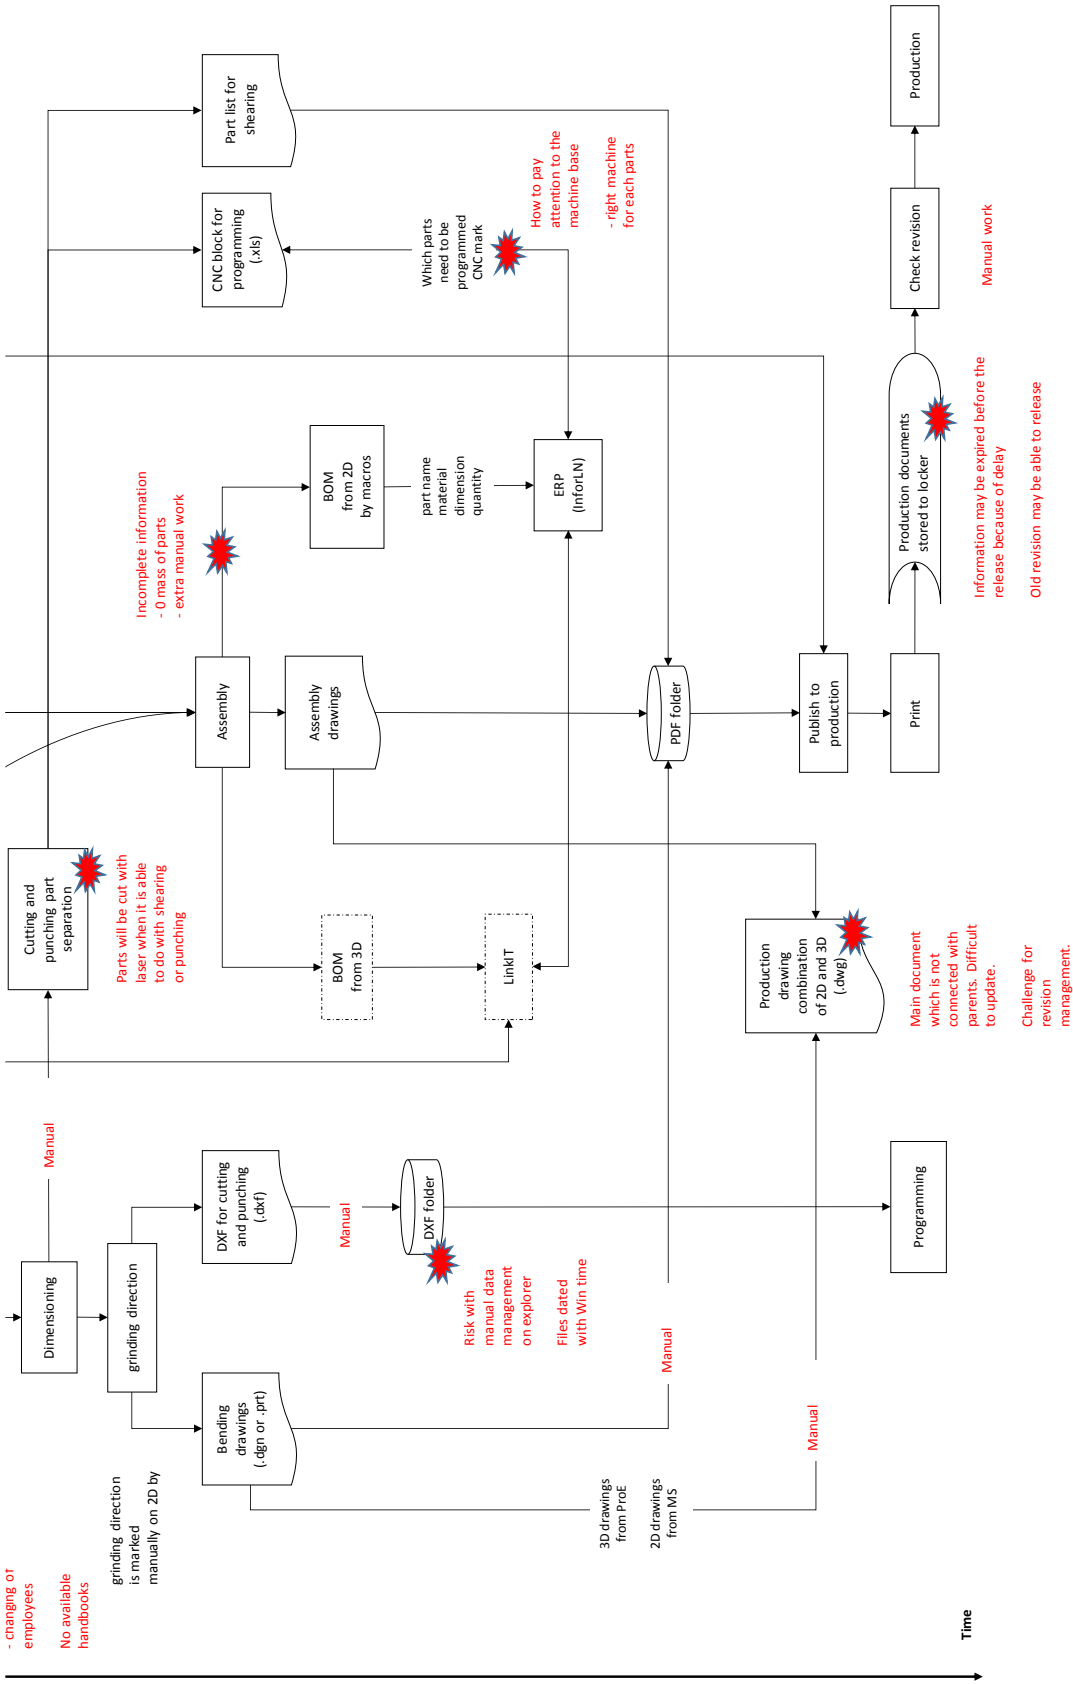 - changing of
employees
No available
handbooks
Dimensioning
Manual
Cutting and
punching part
separation
Parts will be cut with
laser when it is able
to do with shearing
or punching
grinding direction
grinding direction
is marked
manually on 2D by
Bending
drawings
(.dgn or .prt)
DXF for cutting
and punching
(.dxf)
Manual
DXF folder
Risk with
manual data
management
on explorer
Files dated
with Win time
Manual
3D drawings
from ProE
2D drawings
from MS
Manual
Programming
Assembly
Incomplete information
- 0 mass of parts
- extra manual work
Assembly
drawings
BOM
from 3D
LinkIT
BOM
from 2D
by macros
part name
material
dimension
quantity
ERP
(InforLN)
CNC block for
programming
(.xls)
Part list for
shearing
Which parts
need to be
programmed
CNC mark
How to pay
attention to the
machine base
- right machine
for each parts
PDF folder
Production
drawing
combination
of 2D and 3D
(.dwg)
Main document
which is not
connected with
parents. Difficult
to update.
Challenge for
revision
management.
Publish to
production
Print
Production documents
stored to locker
Information may be expired before the
release because of delay
Old revision may be able to release
Check revision
Manual work
Production
Time